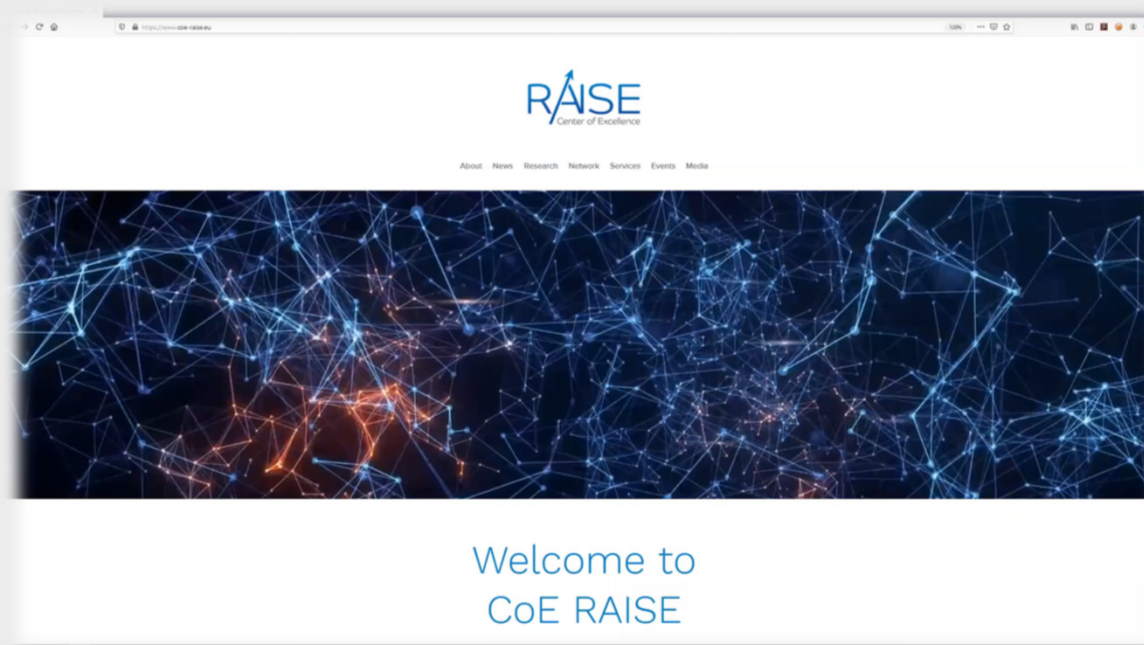 https://www.coe-raise.eu
120%
RAISE
Center of Excellence
About News Research Network Services Events Media
Welcome to
CoE RAISE